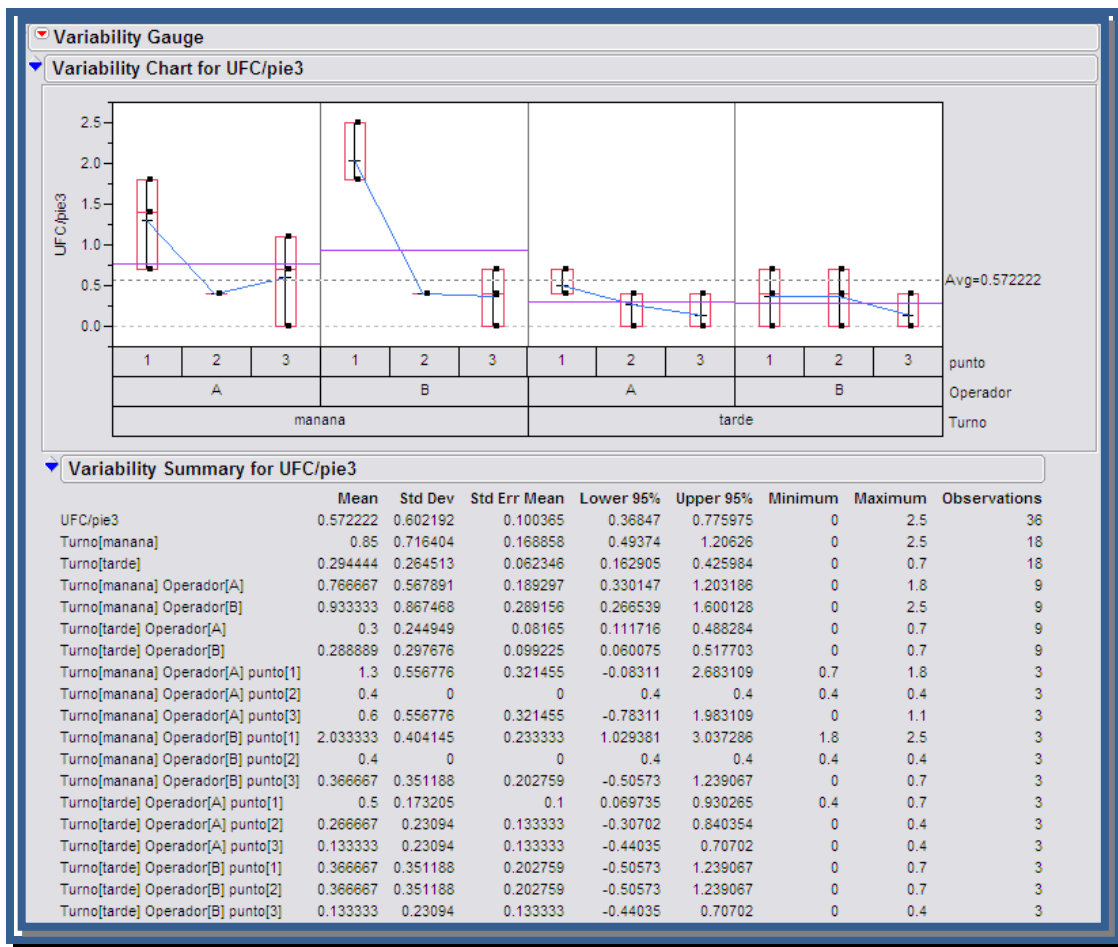 Variability Gauge
Variability Chart for UFC/pie3
UFC/pie3
2.5
2.0
1.5
1.0
0.5
0.0
Avg=0.572222
1 2 3 1 2 3 1 2 3 1 2 3 punto
A B A B Operador
manana tarde Turno
Variability Summary for UFC/pie3
Mean Std Dev Std Err Mean Lower 95% Upper 95% Minimum Maximum Observations
UFC/pie3 0.572222 0.602192 0.100365 0.36847 0.775975 0 2.5 36
Turno[manana] 0.85 0.716404 0.168858 0.49374 1.20626 0 2.5 18
Turno[tarde] 0.294444 0.264513 0.062346 0.162905 0.425984 0 0.7 18
Turno[manana] Operador[A] 0.766667 0.567891 0.189297 0.330147 1.203186 0 1.8 9
Turno[manana] Operador[B] 0.933333 0.867468 0.289156 0.266539 1.600128 0 2.5 9
Turno[tarde] Operador[A] 0.3 0.244949 0.08165 0.111716 0.488284 0 0.7 9
Turno[tarde] Operador[B] 0.288889 0.297676 0.099225 0.060075 0.517703 0 0.7 9
Turno[manana] Operador[A] punto[1] 1.3 0.556776 0.321455 -0.08311 2.683109 0.7 1.8 3
Turno[manana] Operador[A] punto[2] 0.4 0 0 0.4 0.4 0.4 0.4 3
Turno[manana] Operador[A] punto[3] 0.6 0.556776 0.321455 -0.78311 1.983109 0 1.1 3
Turno[manana] Operador[B] punto[1] 2.033333 0.404145 0.233333 1.029381 3.037286 1.8 2.5 3
Turno[manana] Operador[B] punto[2] 0.4 0 0 0.4 0.4 0.4 0.4 3
Turno[manana] Operador[B] punto[3] 0.366667 0.351188 0.202759 -0.50573 1.239067 0 0.7 3
Turno[tarde] Operador[A] punto[1] 0.5 0.173205 0.1 0.069735 0.930265 0.4 0.7 3
Turno[tarde] Operador[A] punto[2] 0.266667 0.23094 0.133333 -0.30702 0.840354 0 0.4 3
Turno[tarde] Operador[A] punto[3] 0.133333 0.23094 0.133333 -0.44035 0.70702 0 0.4 3
Turno[tarde] Operador[B] punto[1] 0.366667 0.351188 0.202759 -0.50573 1.239067 0 0.7 3
Turno[tarde] Operador[B] punto[2] 0.366667 0.351188 0.202759 -0.50573 1.239067 0 0.7 3
Turno[tarde] Operador[B] punto[3] 0.133333 0.23094 0.133333 -0.44035 0.70702 0 0.4 3